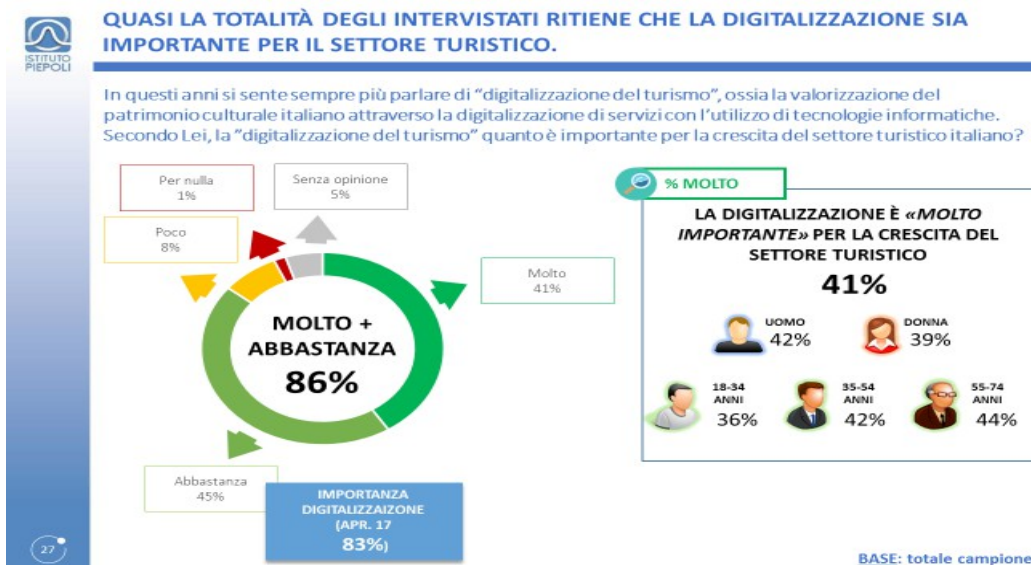 ISTITUTO
PIEPOLI
QUASI LA TOTALITÀ DEGLI INTERVISTATI RITIENE CHE LA DIGITALIZZAZIONE SIA
IMPORTANTE PER IL SETTORE TURISTICO.
In questi anni si sente sempre più parlare di “digitalizzazione del turismo”, ossia la valorizzazione del
patrimonio culturale italiano attraverso la digitalizzazione di servizi con l’utilizzo di tecnologie informatiche.
Secondo Lei, la ”digitalizzazione del turismo” quanto è importante per la crescita del settore turistico italiano?
Per nulla
1%
Senza opinione
5%
Poco
8%
Molto
41%
MOLTO +
ABBASTANZA
86%
Abbastanza
45%
IMPORTANZA
DIGITALIZZAIZONE
(APR. 17
83%)
% MOLTO
LA DIGITALIZZAZIONE È «MOLTO
IMPORTANTE» PER LA CRESCITA DEL
SETTORE TURISTICO
41%
UOMO
42%
DONNA
39%
18-34
ANNI
36%
35-54
ANNI
42%
55-74
ANNI
44%
27
BASE: totale campione